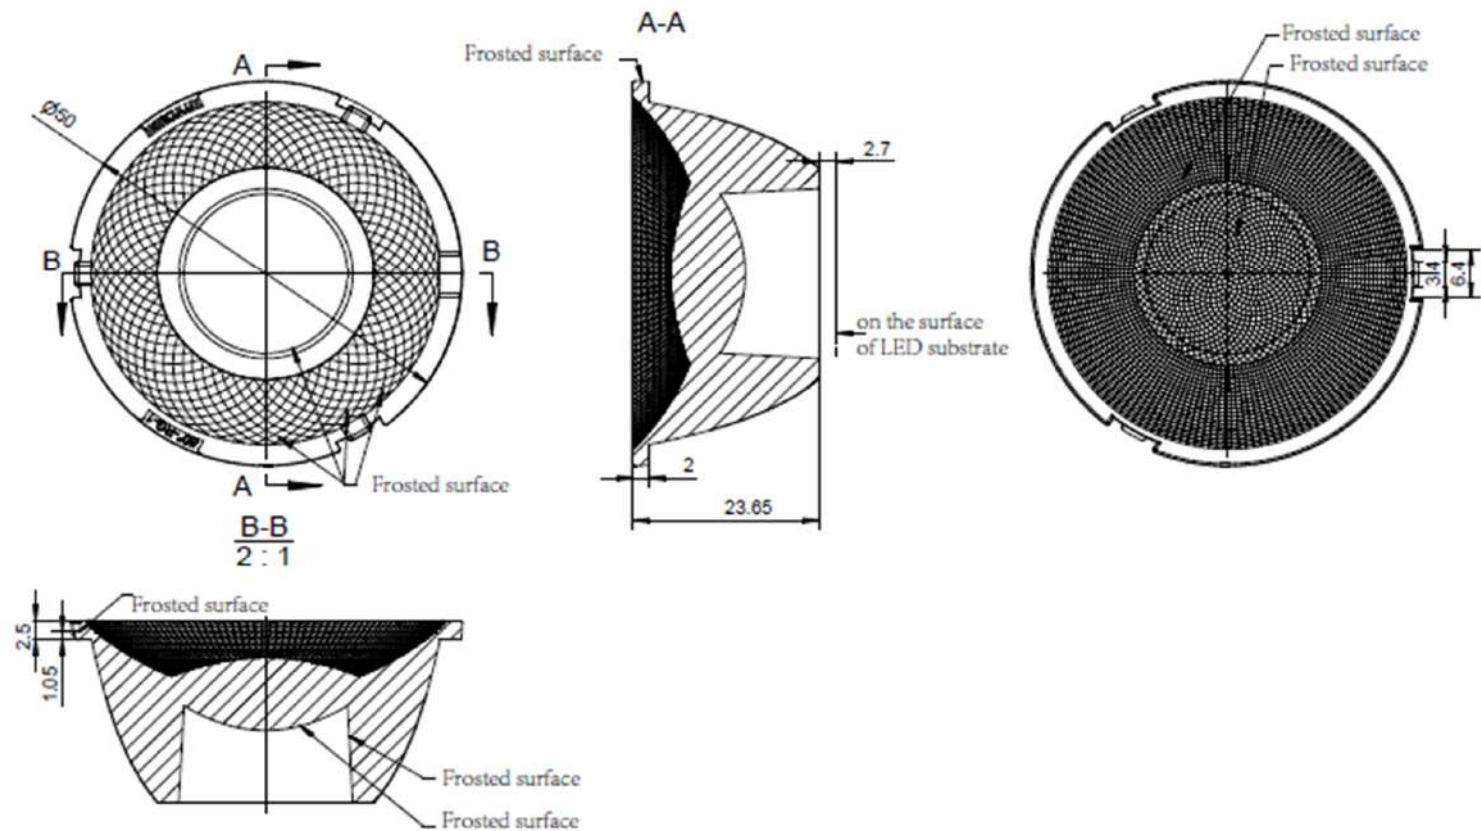 A-A
Frosted surface
Frosted surface
Frosted surface
A
Ø50
2.7
B
B
3.4
6.4
on the surface
of LED substrate
2
A
Frosted surface
23.65
B-B
2 : 1
Frosted surface
2.5
1.05
Frosted surface
Frosted surface